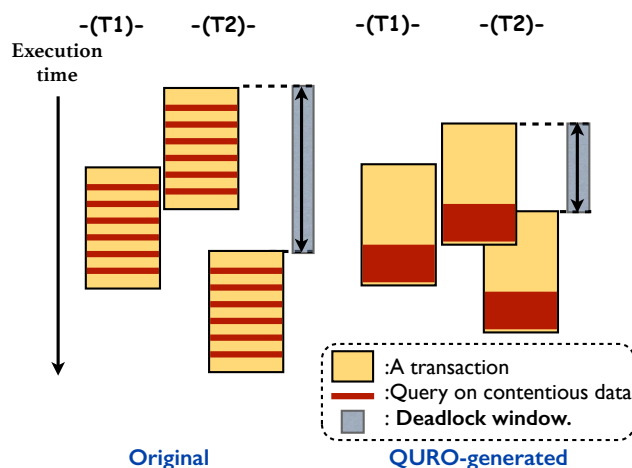 -(T1)- -(T2)- -(T1)- -(T2)-
Execution
time
:A transaction
:Query on contentious data
: Deadlock window.
Original QURO-generated